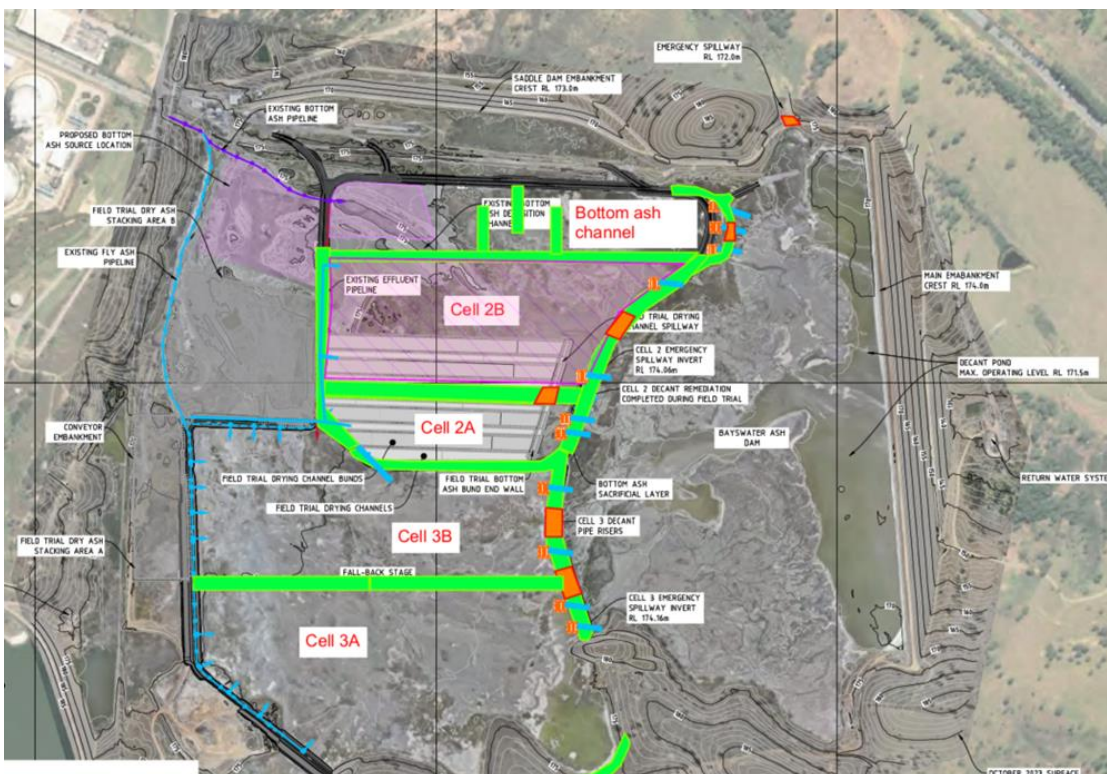 EMERGENCY SPILLWAY
RL 172.0m
SADDLE DAM EMBANKMENT
CREST RL 173.0m
EXISTING BOTTOM
ASH PIPELINE
PROPOSED BOTTOM
ASH SOURCE LOCATION
FIELD TRIAL DRY ASH
STACKING AREA B
EXISTING FLY ASH
PIPELINE
Bottom ash
channel
EXISTING EFFLUENT
PIPELINE
Cell 2B
CHANNEL SPILLWAY
CELL 2 EMERGENCY
SPILLWAY INVERT
RL 174.06m
CELL 2 DECANT REMEDIATION
COMPLETED DURING FIELD TRIAL
MAIN EMABANKMENT
CREST RL 174.0m
DECANT POND
MAX. OPERATING LEVEL RL 171.5m
CONVEYOR
EMBANKMENT
Cell 2A
BAYSWATER ASH
DAM
FIELD TRIAL DRYING CHANNEL BUNDS
FIELD TRIAL BOTTOM
ASH BUND END WALL
BOTTOM ASH
SACRIFICIAL LAYER
RETURN WATER SYSTE
FIELD TRIAL DRYING CHANNELS
FIELD TRIAL DRY ASH
STACKING AREA A
Cell 3B
CELL 3 DECANT
PIPE RISERS
FALL-BACK STAGE
Cell 3A
CELL 3 EMERGENCY
SPILLWAY INVERT
RL 174.16m
OCTOBER 2023 SURFACE